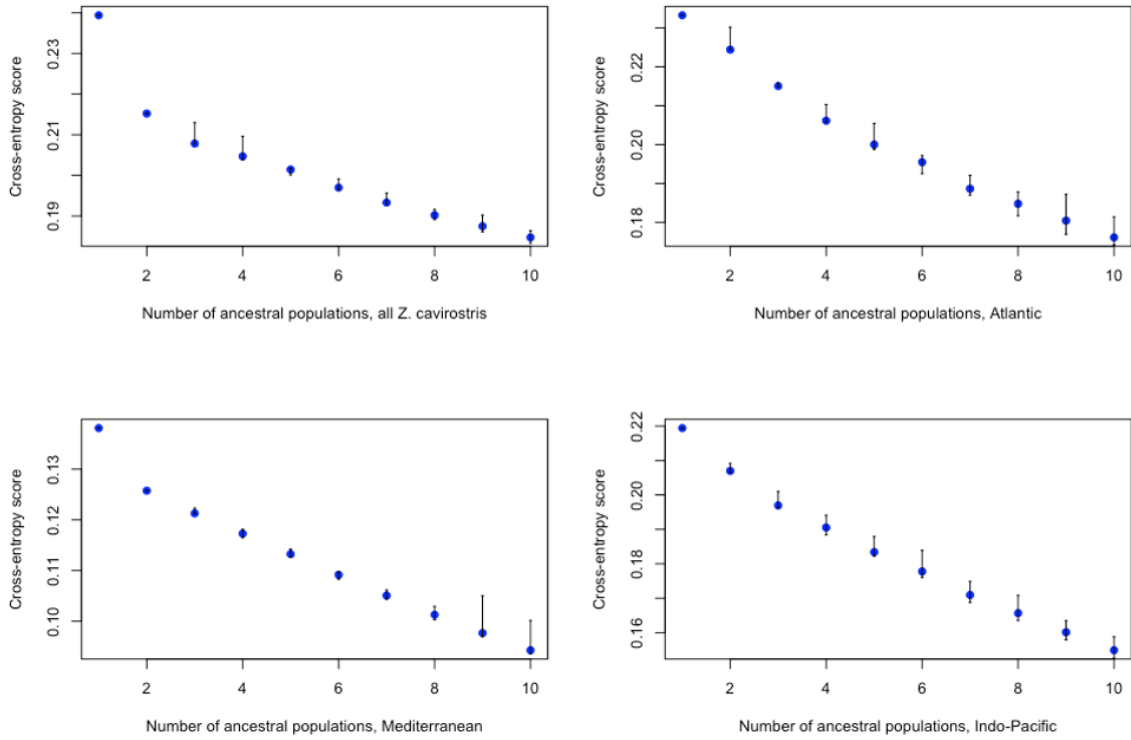 Cross-entropy score
0.23
0.21
0.19
2 4 6 8 10
Number of ancestral populations, all Z. cavirostris
Cross-entropy score
0.22
0.20
0.18
2 4 6 8 10
Number of ancestral populations, Atlantic
Cross-entropy score
0.13
0.12
0.11
0.10
2 4 6 8 10
Number of ancestral populations, Mediterranean
Cross-entropy score
0.22
0.20
0.18
0.16
2 4 6 8 10
Number of ancestral populations, Indo-Pacific